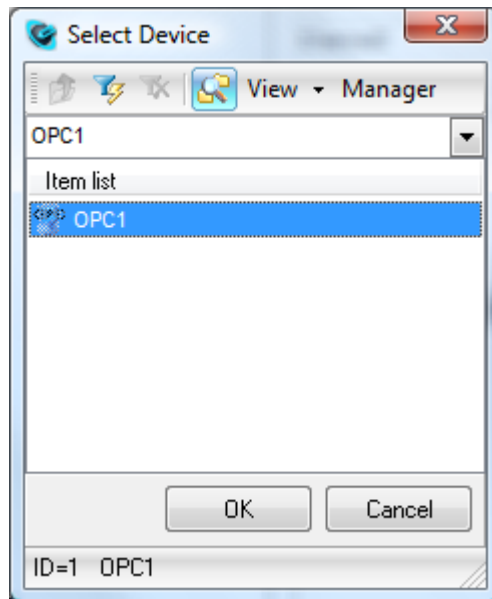 Select Device
View Manager
OPC1
Item list
OPC1
OK Cancel
ID=1 OPC1